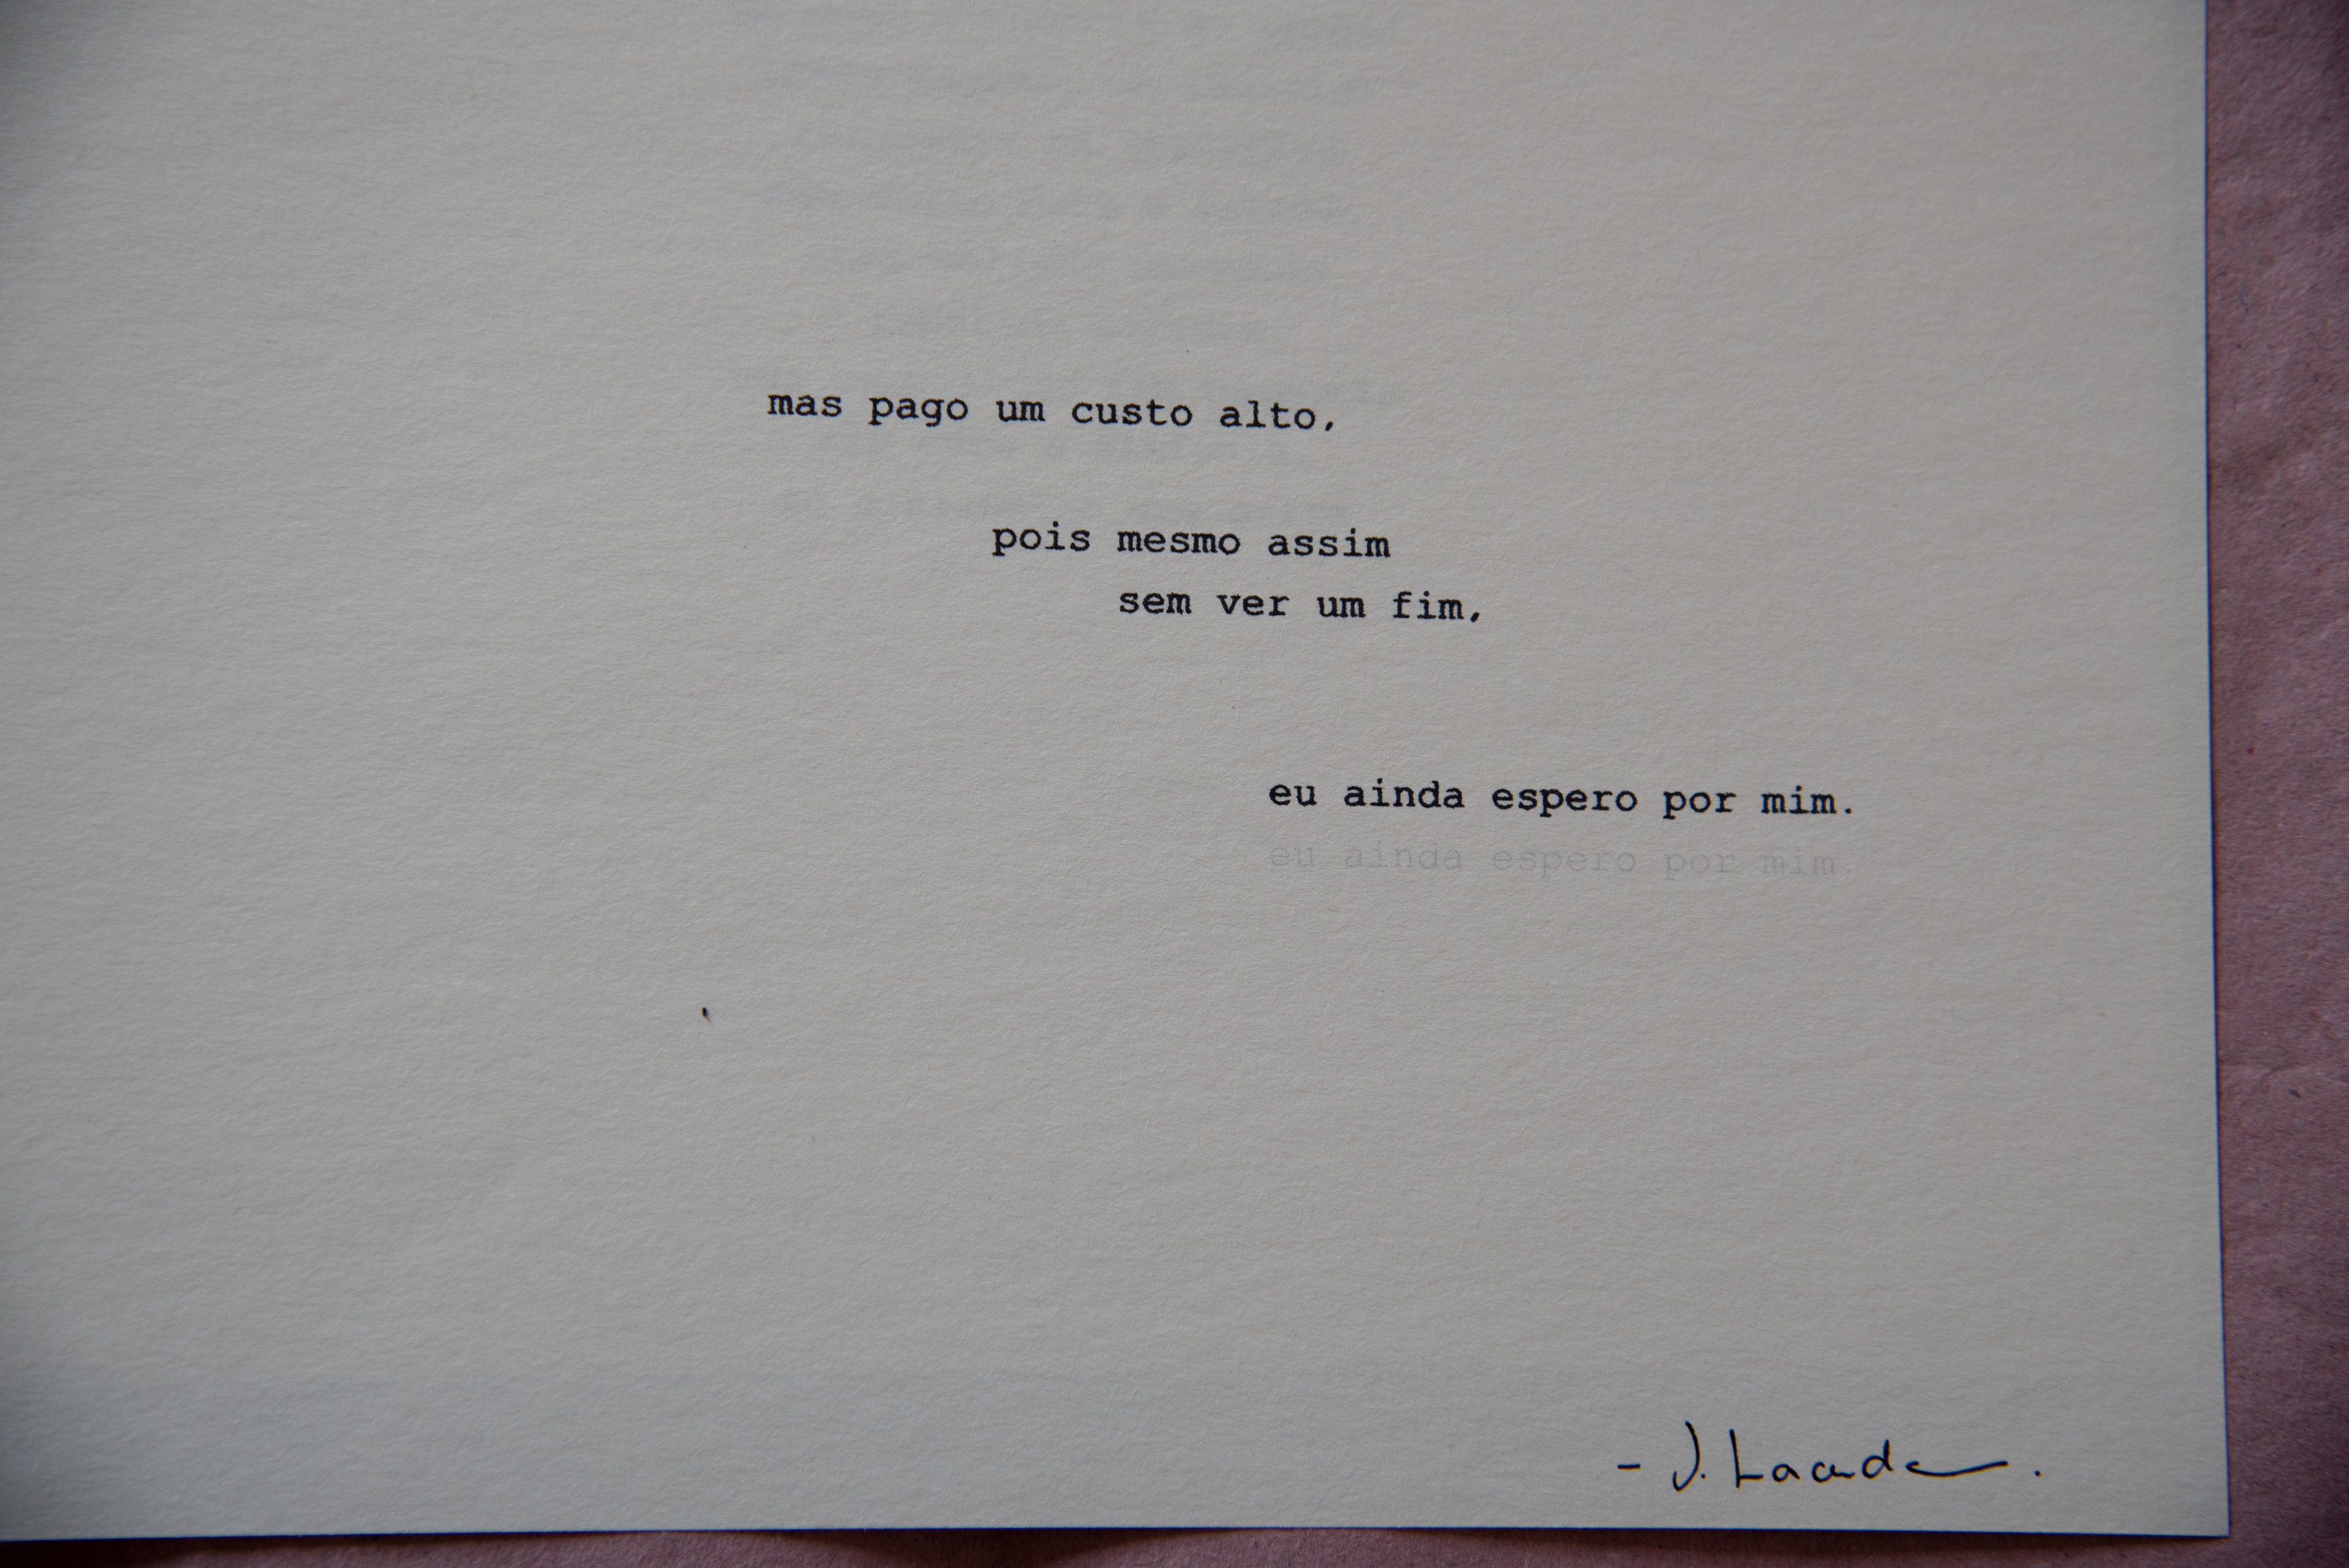 mas pago um custo alto,
pois mesmo assim
sem ver um fim,
eu ainda espero por mim.
eu ainda espero por mim.
- J.